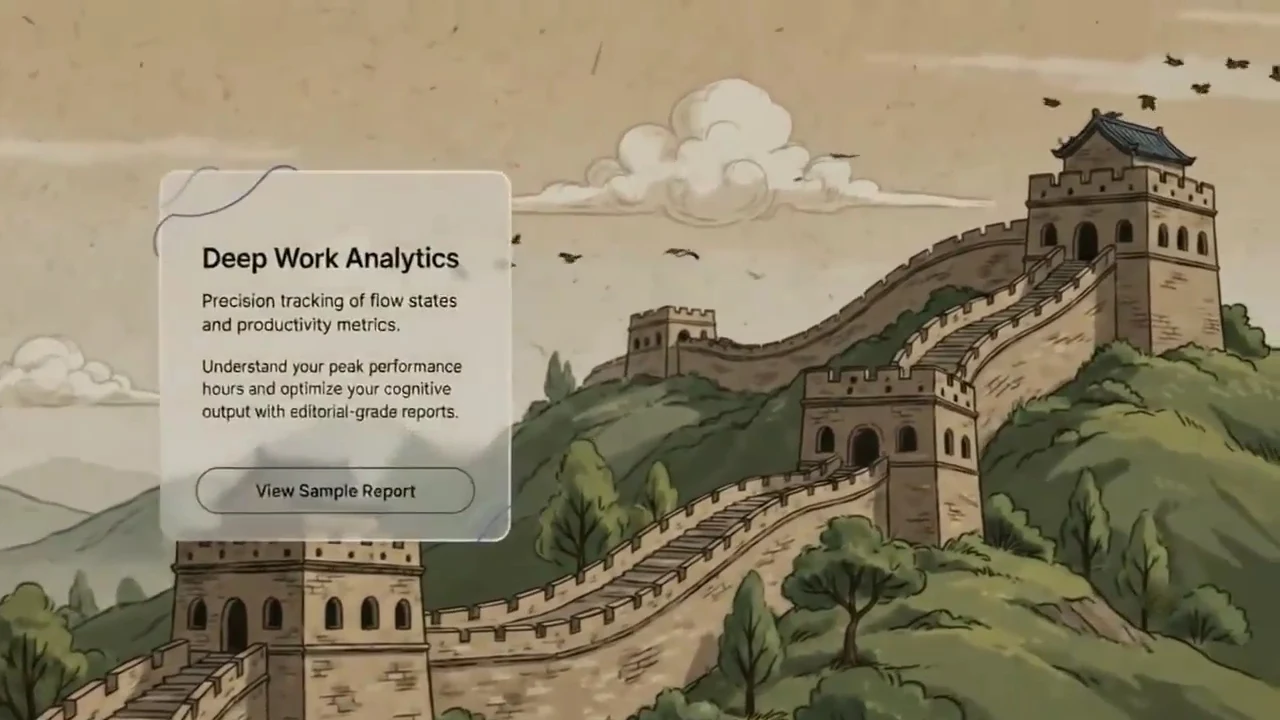 Deep Work Analytics
Precision tracking of flow states
and productivity metrics.
Understand your peak performance
hours and optimize your cognitive
output with editorial-grade reports.
View Sample Report